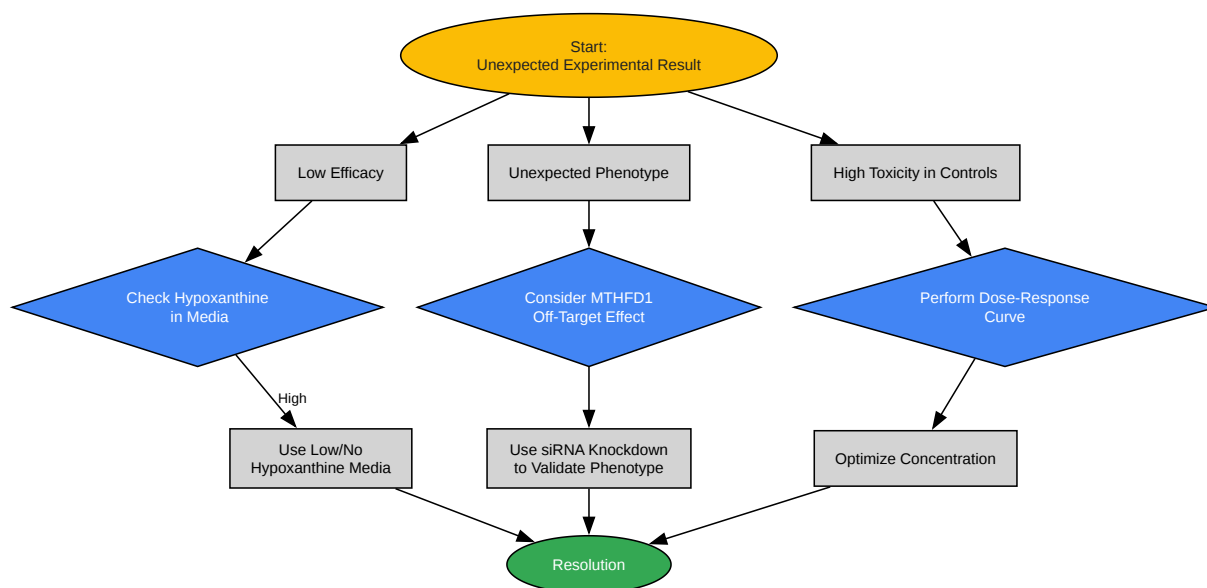 Start:
Unexpected Experimental Result
Low Efficacy
Unexpected Phenotype
High Toxicity in Controls
Check Hypoxanthine
in Media
Consider MTHFD1
Off-Target Effect
Perform Dose-Response
Curve
High
Use Low/No
Hypoxanthine Media
Use siRNA Knockdown
to Validate Phenotype
Optimize Concentration
Resolution